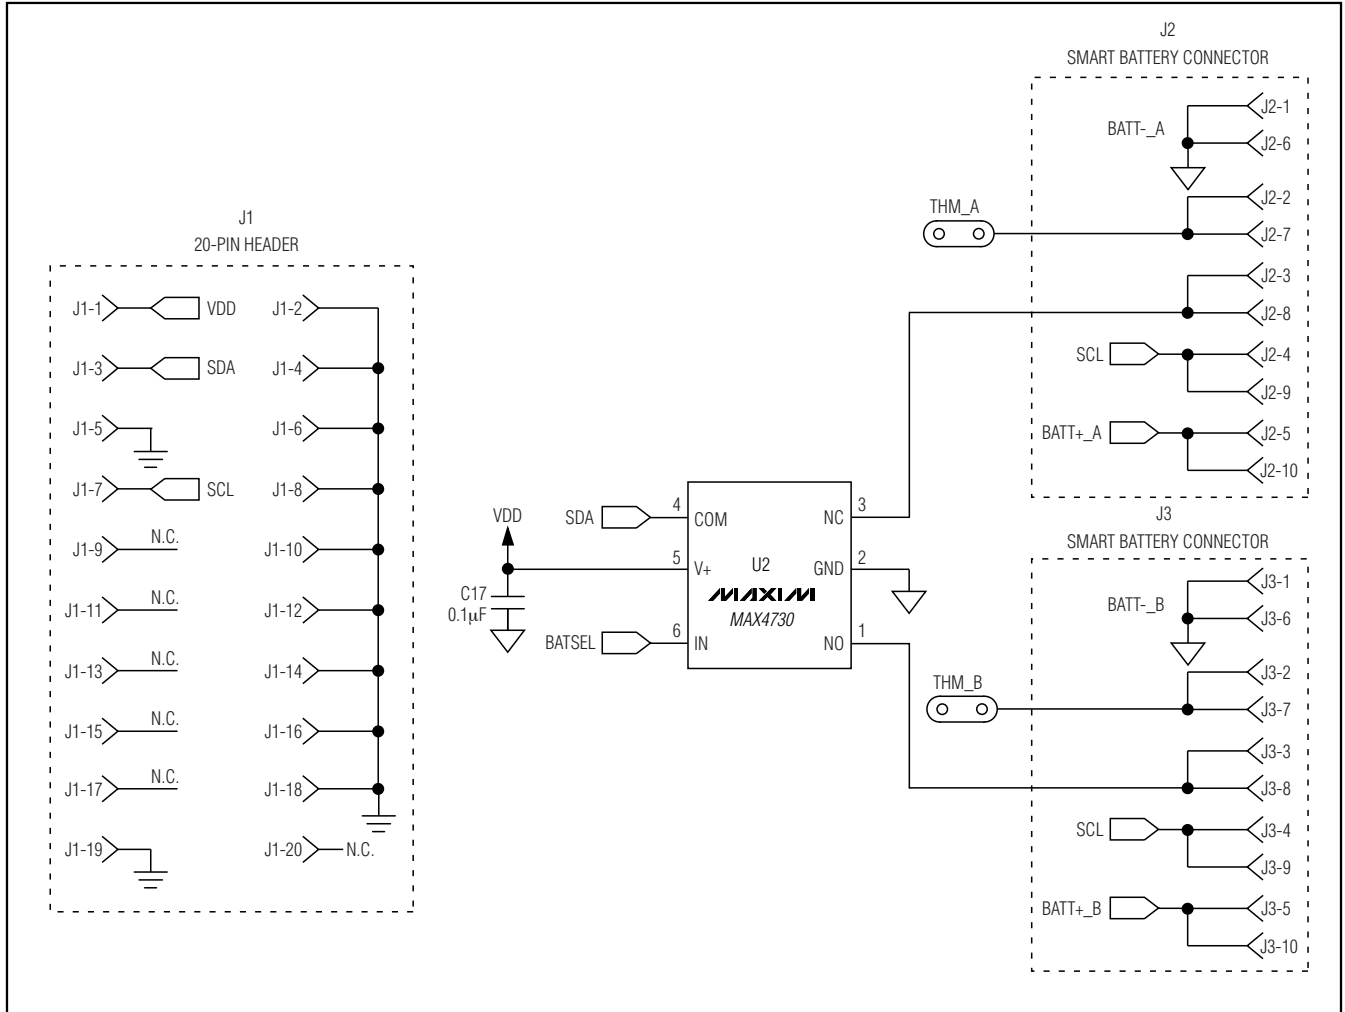 J2
SMART BATTERY CONNECTOR
J2-1
BATT-_A
J2-6
J2-2
THM_A
J2-7
J2-3
J2-8
SCL
J2-4
J2-9
BATT+_A
J2-5
J2-10
J1
20-PIN HEADER
J1-1
VDD
J1-2
J1-3
SDA
J1-4
J1-5
J1-6
J1-7
SCL
J1-8
J1-9
N.C.
J1-10
J1-11
N.C.
J1-12
J1-13
N.C.
J1-14
J1-15
N.C.
J1-16
J1-17
N.C.
J1-18
J1-19
J1-20
N.C.
VDD
C17
0.1µF
SDA
4
COM
NC
3
5
V+
U2
GND
2
MAXIM
MAX4730
BATSEL
6
IN
NO
1
J3
SMART BATTERY CONNECTOR
J3-1
BATT-_B
J3-6
J3-2
THM_B
J3-7
J3-3
J3-8
SCL
J3-4
J3-9
BATT+_B
J3-5
J3-10